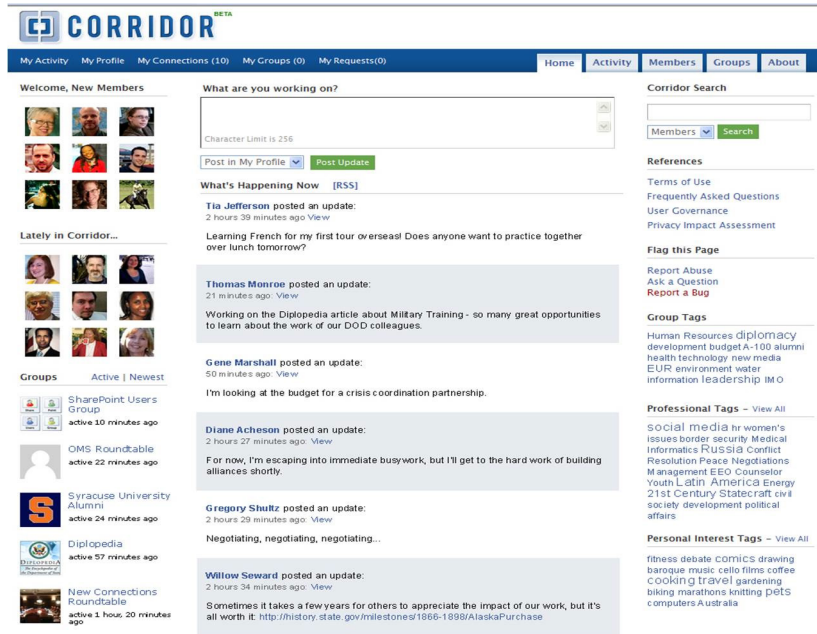 CORRIDOR BETA
My Activity My Profile My Connections (10) My Groups (0) My Requests(0)
Home Activity Members Groups About
Welcome, New Members
Lately in Corridor...
Groups Active | Newest
SharePoint Users
Group
active 10 minutes ago
OMS Roundtable
active 22 minutes ago
Syracuse University
Alumni
active 24 minutes ago
Diplopedia
active 57 minutes ago
DIPLOPEDIA
New Connections
Roundtable
active 1 hour, 20 minutes
ago
What are you working on?
Character Limit is 256
Post in My Profile Post Update
What's Happening Now [RSS]
Tia Jefferson posted an update:
2 hours 39 minutes ago View
Learning French for my first tour overseas! Does anyone want to practice together
over lunch tomorrow?
Thomas Monroe posted an update:
21 minutes ago: View
Working on the Diplopedia article about Military Training - so many great opportunities
to learn about the work of our DOD colleagues.
Gene Marshall posted an update:
50 minutes ago: View
I'm looking at the budget for a crisis coordination partnership.
Diane Acheson posted an update:
2 hours 27 minutes ago: View
For now, I'm escaping into immediate busywork, but I'll get to the hard work of building
alliances shortly.
Gregory Shultz posted an update:
2 hours 29 minutes ago: View
Negotiating, negotiating, negotiating...
Willow Seward posted an update:
2 hours 34 minutes ago: View
Sometimes it takes a few years for others to appreciate the impact of our work, but it's
all worth it: http://history.state.gov/milestones/1866-1898/AlaskaPurchase
Corridor Search
Members Search
References
Terms of Use
Frequently Asked Questions
User Governance
Privacy Impact Assessment
Flag this Page
Report Abuse
Ask a Question
Report a Bug
Group Tags
Human Resources diplomacy
development budget A-100 alumni
health technology new media
EUR environment water
information leadership IMO
Professional Tags – View All
social media hr women's
issues border security Medical
Informatics Russia Conflict
Resolution Peace Negotiations
Management EEO Counselor
Youth Latin America Energy
21st Century Statecraft civil
society development political
affairs
Personal Interest Tags – View All
fitness debate comics drawing
baroque music cello films coffee
cooking travel gardening
biking marathons knitting pets
computers Australia